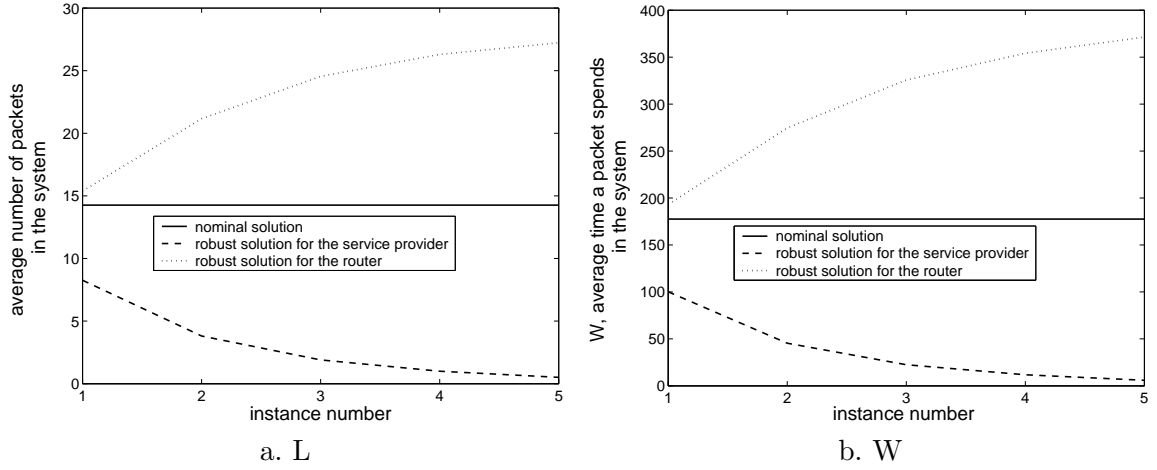 30
25
20
15
10
5
0
average number of packets
in the system
nominal solution
robust solution for the service provider
robust solution for the router
1 2 3 4 5
instance number
a. L
400
350
300
250
200
150
100
50
0
W, average time a packet spends
in the system
nominal solution
robust solution for the service provider
robust solution for the router
1 2 3 4 5
instance number
b. W